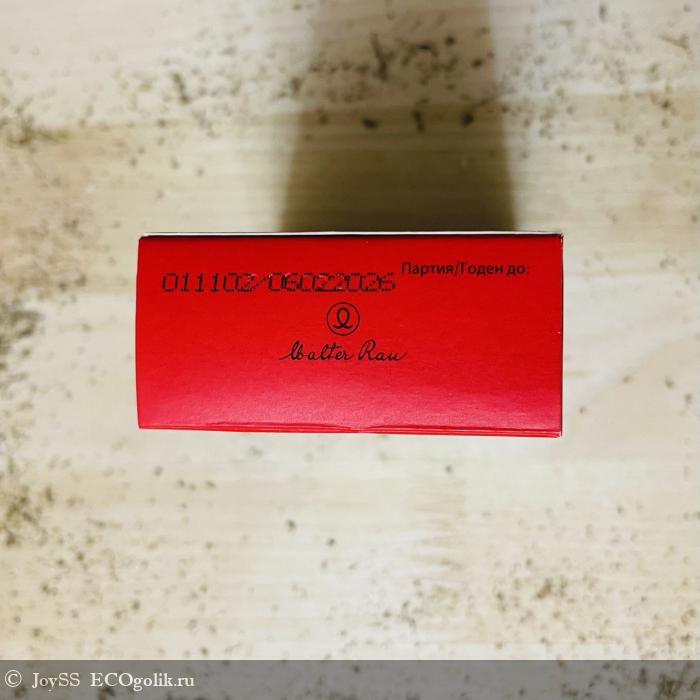 Партия/Годен до:
011102/06022026
Walter Rau
© JoySS ECOgolik.ru